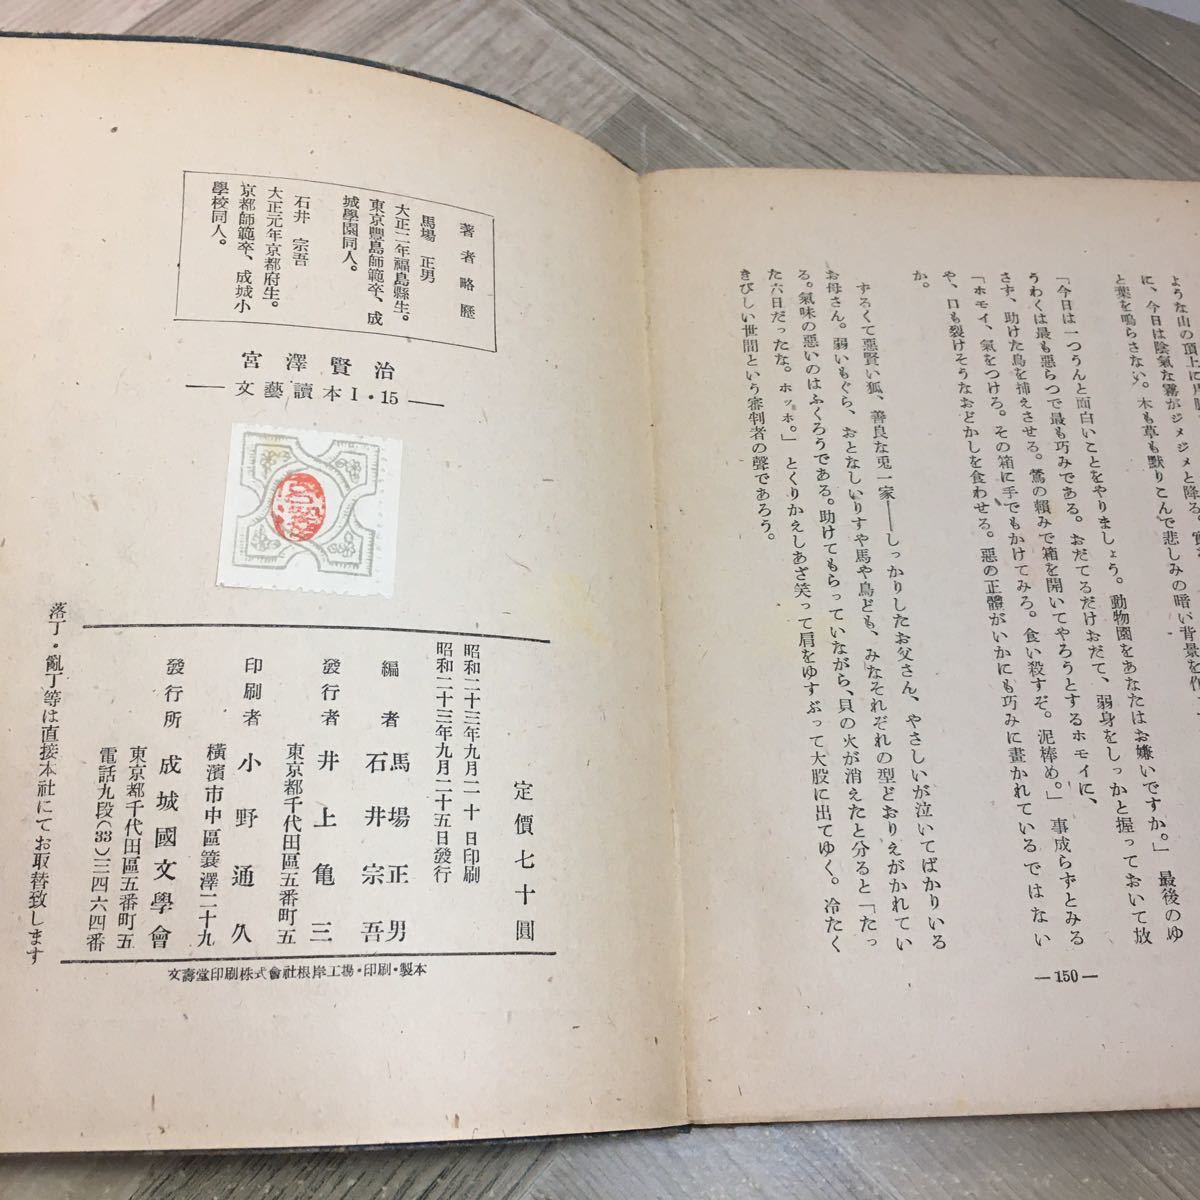 ような山の頂上に
に、今日は陰氣な霧がジメジメと降る。
と葉を鳴らさない。木も草も默りこんで悲しみの暗い背景を作
「今日は一つうんと面白いことをやりましょう。動物園をあなたはお嫌いですか。」　最後のゆ
うわくは最も惡らつで最も巧みである。おだてるだけおだて、弱身をしっかと握っておいて放
さず、助けた鳥を捕えさせる。鶯の賴みで箱を開いてやろうとするホモイに、
「ホモイ、氣をつけろ。その箱に手でもかけてみろ。食い殺すぞ。泥棒め。」　事成らずとみる
や、口も裂けそうなおどかしを食わせる。惡の正體がいかにも巧みに畫かれているではない
か。
ずるくて惡賢い狐、善良な兎一家――しっかりしたお父さん、やさしいが泣いてばかりいる
お母さん。弱いもぐら、おとなしいりすや馬や鳥ども、みなそれぞれの型どおりえがかれてい
る。氣味の惡いのはふくろうである。助けてもらっていながら、貝の火が消えたと分ると「たっ
た六日だったな。ホッホ。」　とくりかえしあざ笑って肩をゆすぶって大股に出てゆく。冷たく
きびしい世間という審判者の聲であろう。
―150―
著者略歷
馬場　正男
大正二年福島縣生。
東京豐島師範卒、成
城學園同人。
石井　宗吾
大正元年京都府生。
京都師範卒、成城小
學校同人。
宮澤賢治
―文藝讀本Ⅰ・15―
定價七十圓
昭和二十三年九月二十日印刷
昭和二十三年九月二十五日發行
編者　馬場正男
石井宗吾
發行者　井上亀三
東京都千代田區五番町五
印刷者　小野通久
橫濱市中區簑澤二十九
發行所　成城國文學會
東京都千代田區五番町五
電話九段(33)三四六四番
落丁・亂丁等は直接本社にてお取替致します
文壽堂印刷株式會社根岸工場・印刷・製本